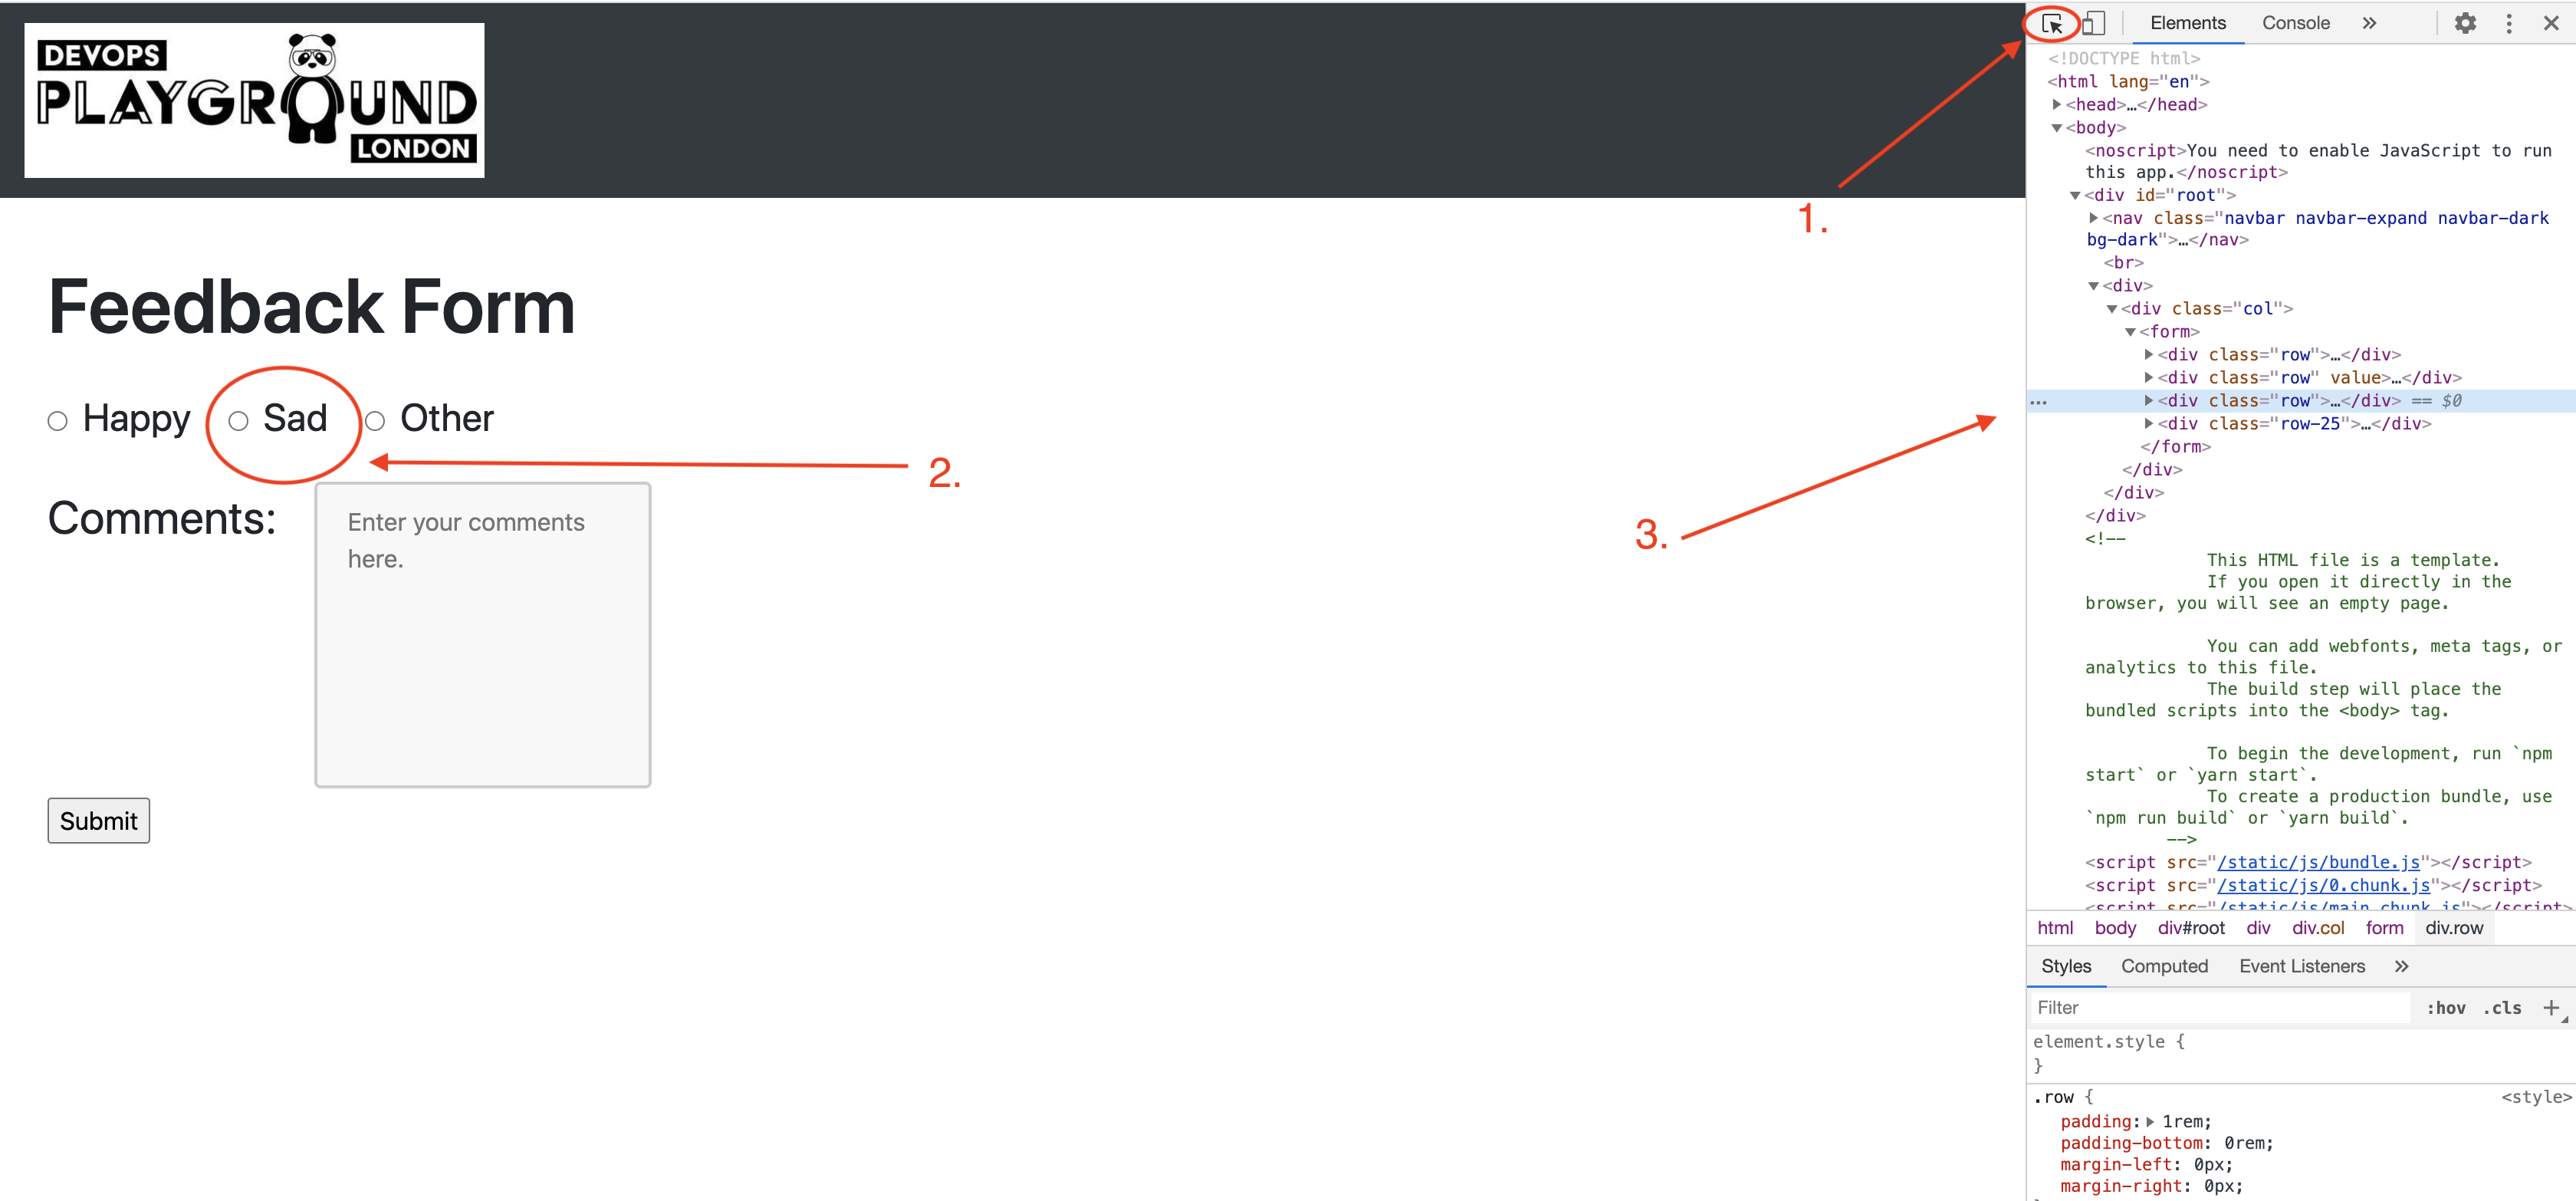 DEVOPS
PLAYGROUND
LONDON
1.
Feedback Form
Happy Sad Other
2.
Comments:
Enter your comments
here.
3.
Submit
Elements Console »
<!DOCTYPE html>
<html lang="en">
<head>…</head>
<body>
<noscript>You need to enable JavaScript to run
this app.</noscript>
<div id="root">
<nav class="navbar navbar-expand navbar-dark
bg-dark">…</nav>
<br>
<div>
<div class="col">
<form>
<div class="row">…</div>
<div class="row" value>…</div>
… <div class="row">…</div> == $0
<div class="row-25">…</div>
</form>
</div>
</div>
</div>
<!--
This HTML file is a template.
If you open it directly in the
browser, you will see an empty page.
You can add webfonts, meta tags, or
analytics to this file.
The build step will place the
bundled scripts into the <body> tag.
To begin the development, run `npm
start` or `yarn start`.
To create a production bundle, use
`npm run build` or `yarn build`.
-->
<script src="/static/js/bundle.js"></script>
<script src="/static/js/0.chunk.js"></script>
<script src="/static/js/main.chunk.js"></script>
html body div#root div div.col form div.row
Styles Computed Event Listeners »
Filter :hov .cls +
element.style {
}
.row { <style>
padding: 1rem;
padding-bottom: 0rem;
margin-left: 0px;
margin-right: 0px;